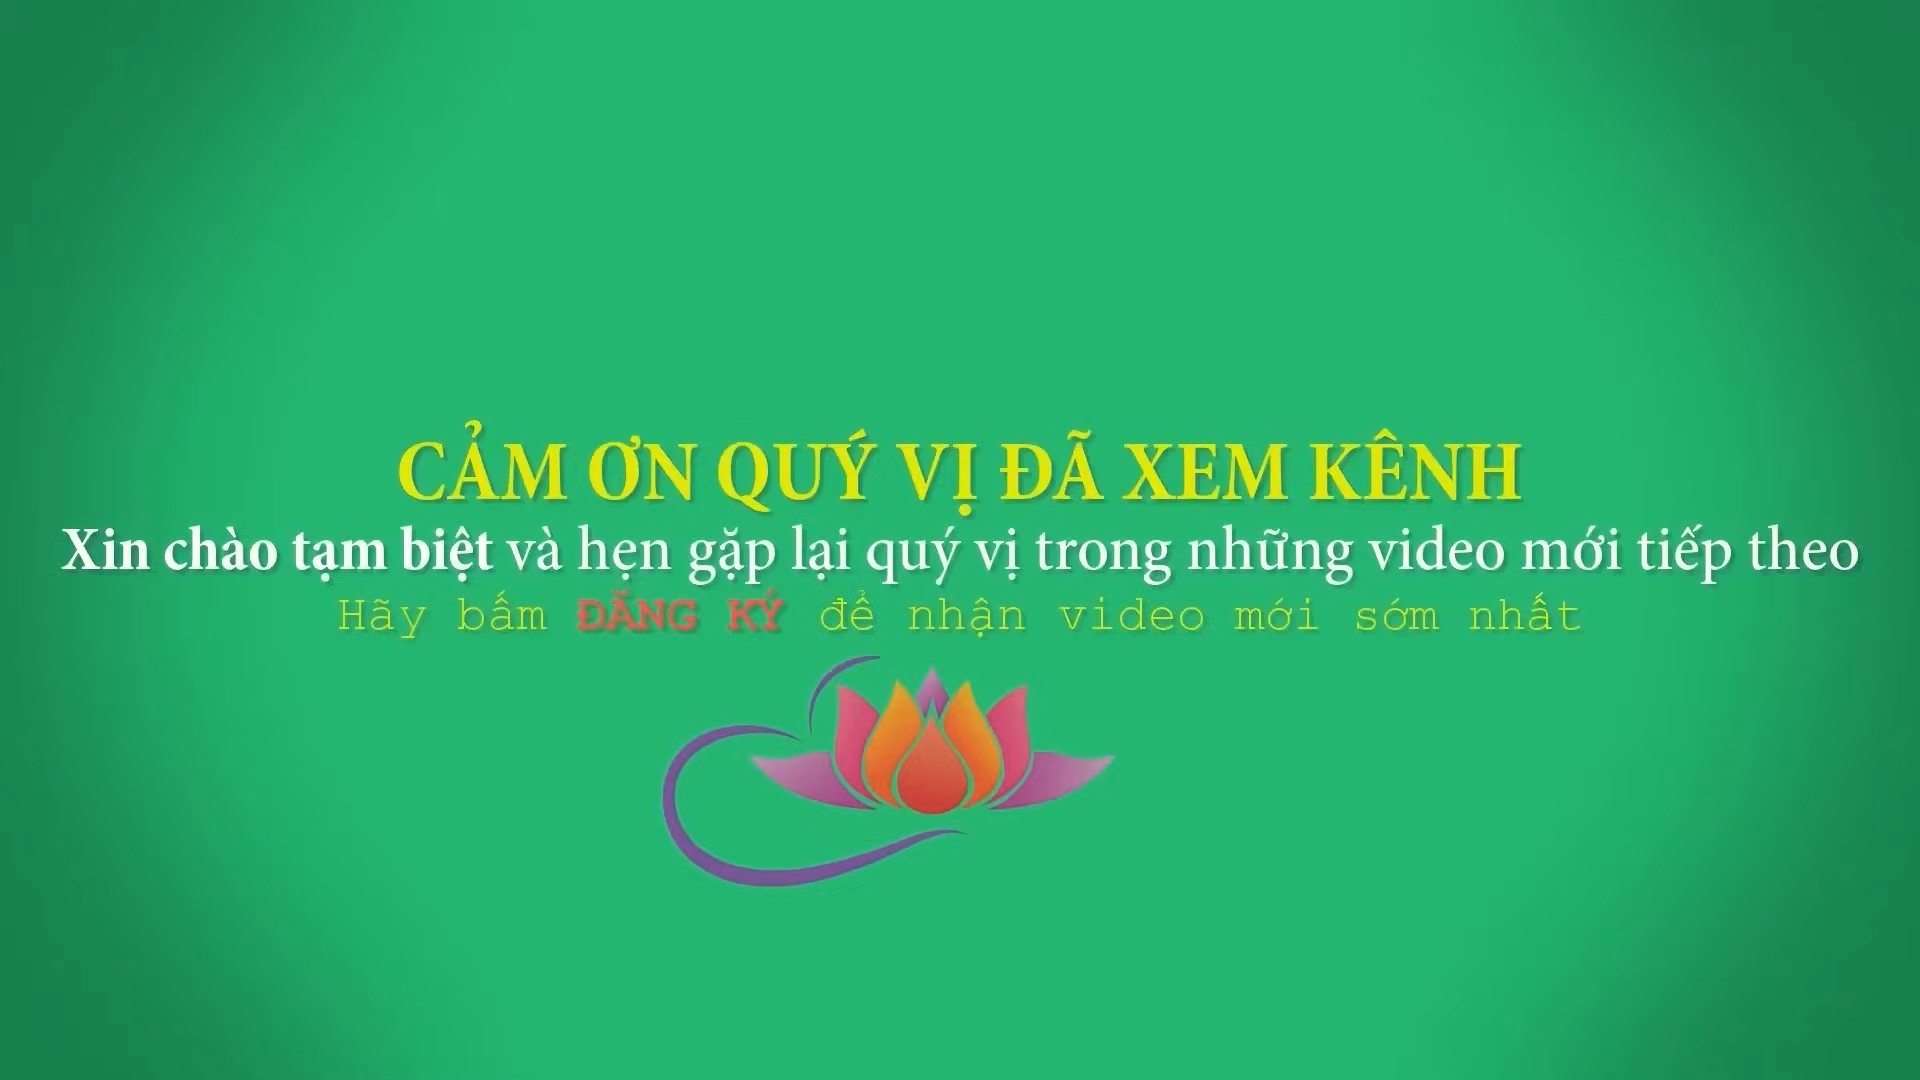 CẢM ƠN QUÝ VỊ ĐÃ XEM KÊNH
Xin chào tạm biệt và hẹn gặp lại quý vị trong những video mới tiếp theo
Hãy bấm ĐĂNG KÝ để nhận video mới sớm nhất